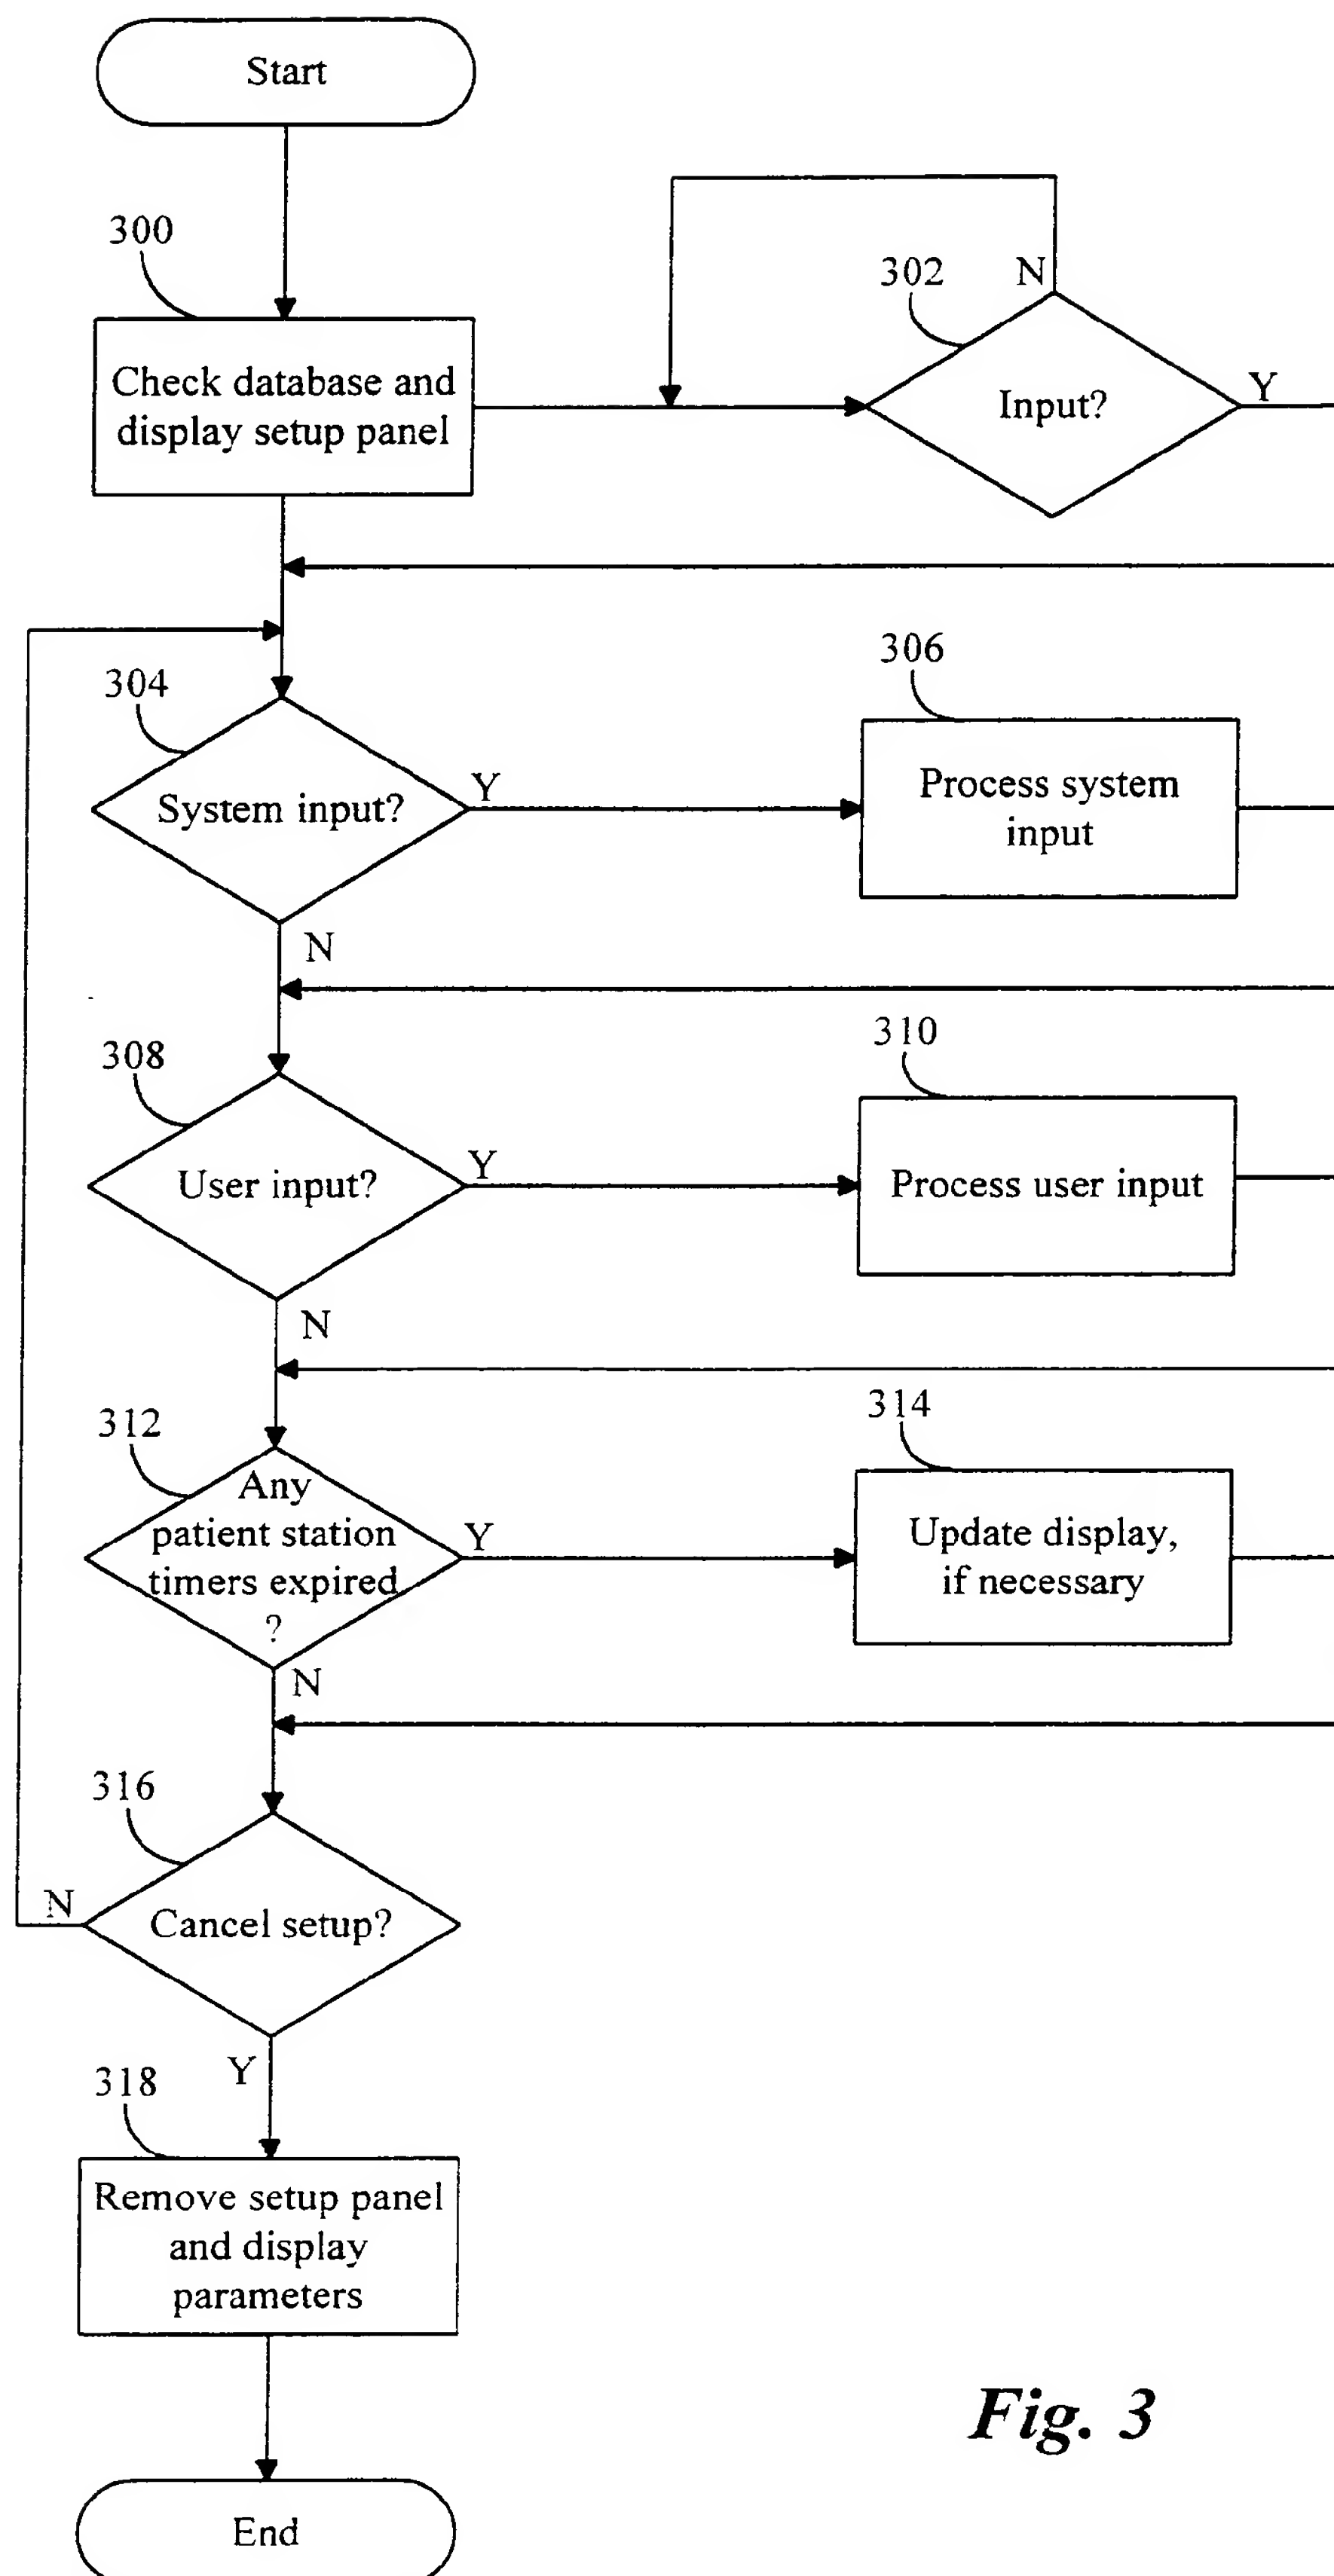 Start
300
Check database and
display setup panel
302
N
Input?
Y
304
System input?
Y
N
306
Process system
input
308
User input?
Y
N
310
Process user input
312
Any
patient station
timers expired
?
Y
N
314
Update display,
if necessary
316
N
Cancel setup?
Y
318
Remove setup panel
and display
parameters
End
Fig. 3